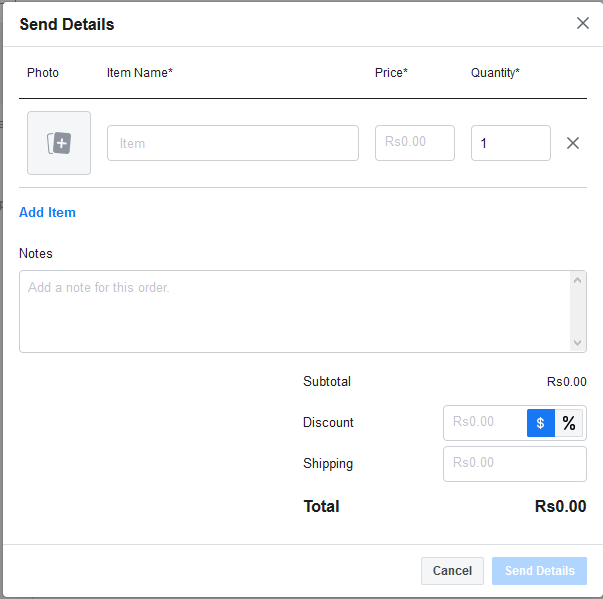 Send Details
Photo Item Name* Price* Quantity*
Item Rs0.00 1
Add Item
Notes
Add a note for this order.
Subtotal Rs0.00
Discount Rs0.00 $ %
Shipping Rs0.00
Total Rs0.00
Cancel Send Details